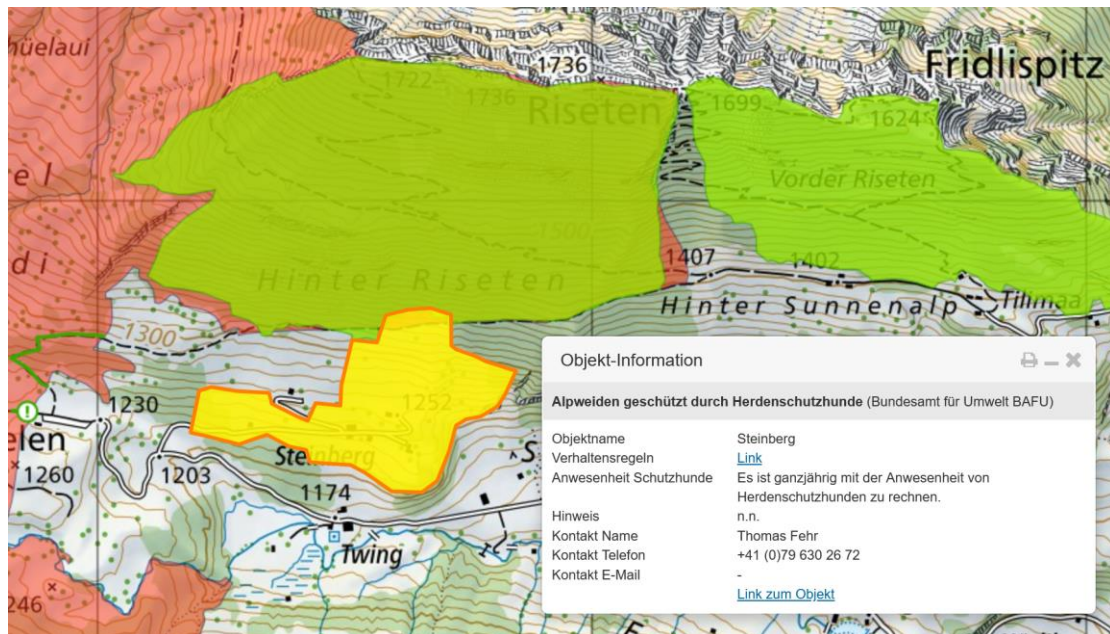 müelaui
1722
1736
1736
Riseten
Fridlispitz
1699
1624
e l
Vorder Riseten
1500
d i
1407
1402
Hinter Riseten
Hinter Sunnenalp
1300
1230
1252
elen
1260
1203
Steinberg
S
1174
Twing
246
Objekt-Information
Alpweiden geschützt durch Herdenschutzhunde (Bundesamt für Umwelt BAFU)
Objektname Steinberg
Verhaltensregeln Link
Anwesenheit Schutzhunde Es ist ganzjährig mit der Anwesenheit von
Herdenschutzhunden zu rechnen.
Hinweis n.n.
Kontakt Name Thomas Fehr
Kontakt Telefon +41 (0)79 630 26 72
Kontakt E-Mail -
Link zum Objekt